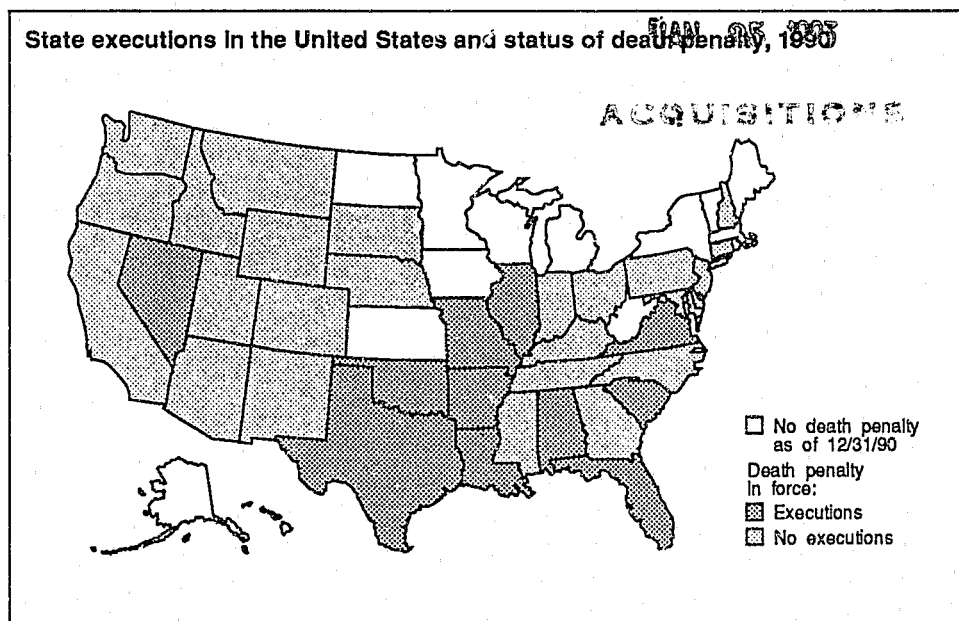 State executions in the United States and status of death penalty, 1990
ACQUISITIONS
No death penalty
as of 12/31/90
Death penalty
in force:
Executions
No executions